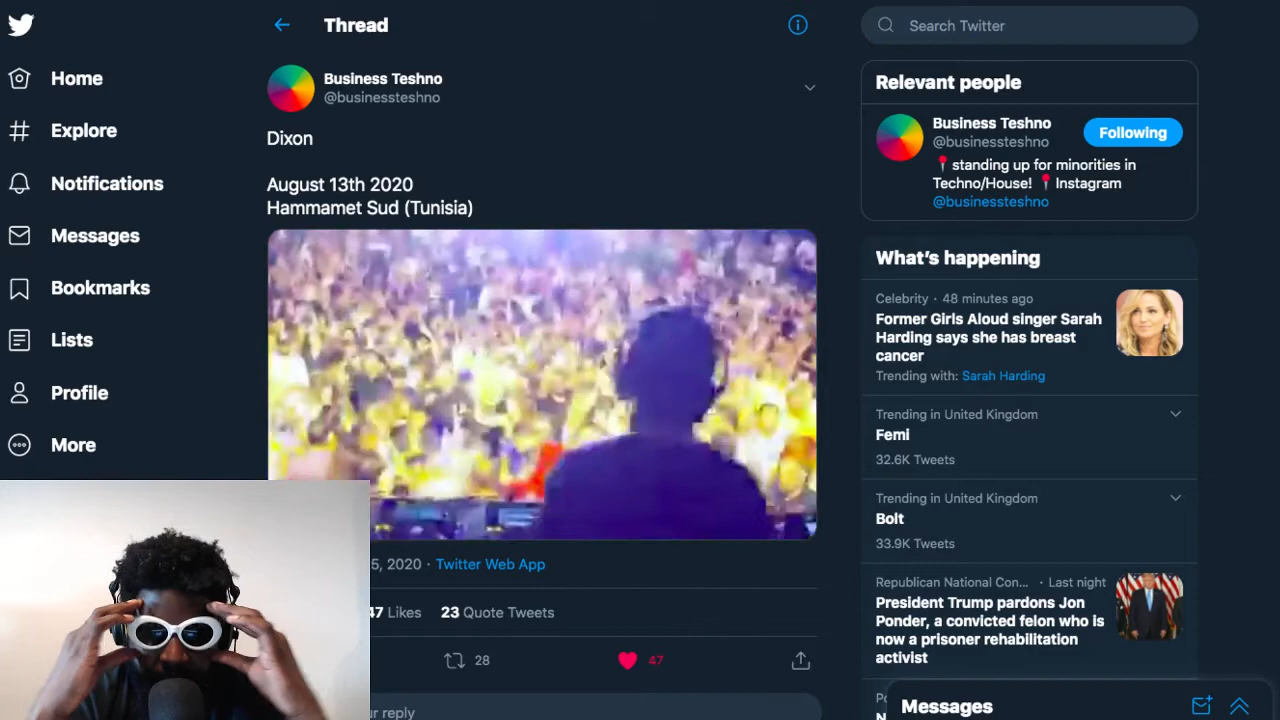 Home
Explore
Notifications
Messages
Bookmarks
Lists
Profile
More
Thread
Business Teshno
@businessteshno
Dixon
August 13th 2020
Hammamet Sud (Tunisia)
5, 2020 · Twitter Web App
47 Likes 23 Quote Tweets
28 47
reply
Search Twitter
Relevant people
Business Teshno
@businessteshno
Following
📍standing up for minorities in
Techno/House! 📍Instagram
@businessteshno
What's happening
Celebrity · 48 minutes ago
Former Girls Aloud singer Sarah
Harding says she has breast
cancer
Trending with: Sarah Harding
Trending in United Kingdom
Femi
32.6K Tweets
Trending in United Kingdom
Bolt
33.9K Tweets
Republican National Con... · Last night
President Trump pardons Jon
Ponder, a convicted felon who is
now a prisoner rehabilitation
activist
Messages